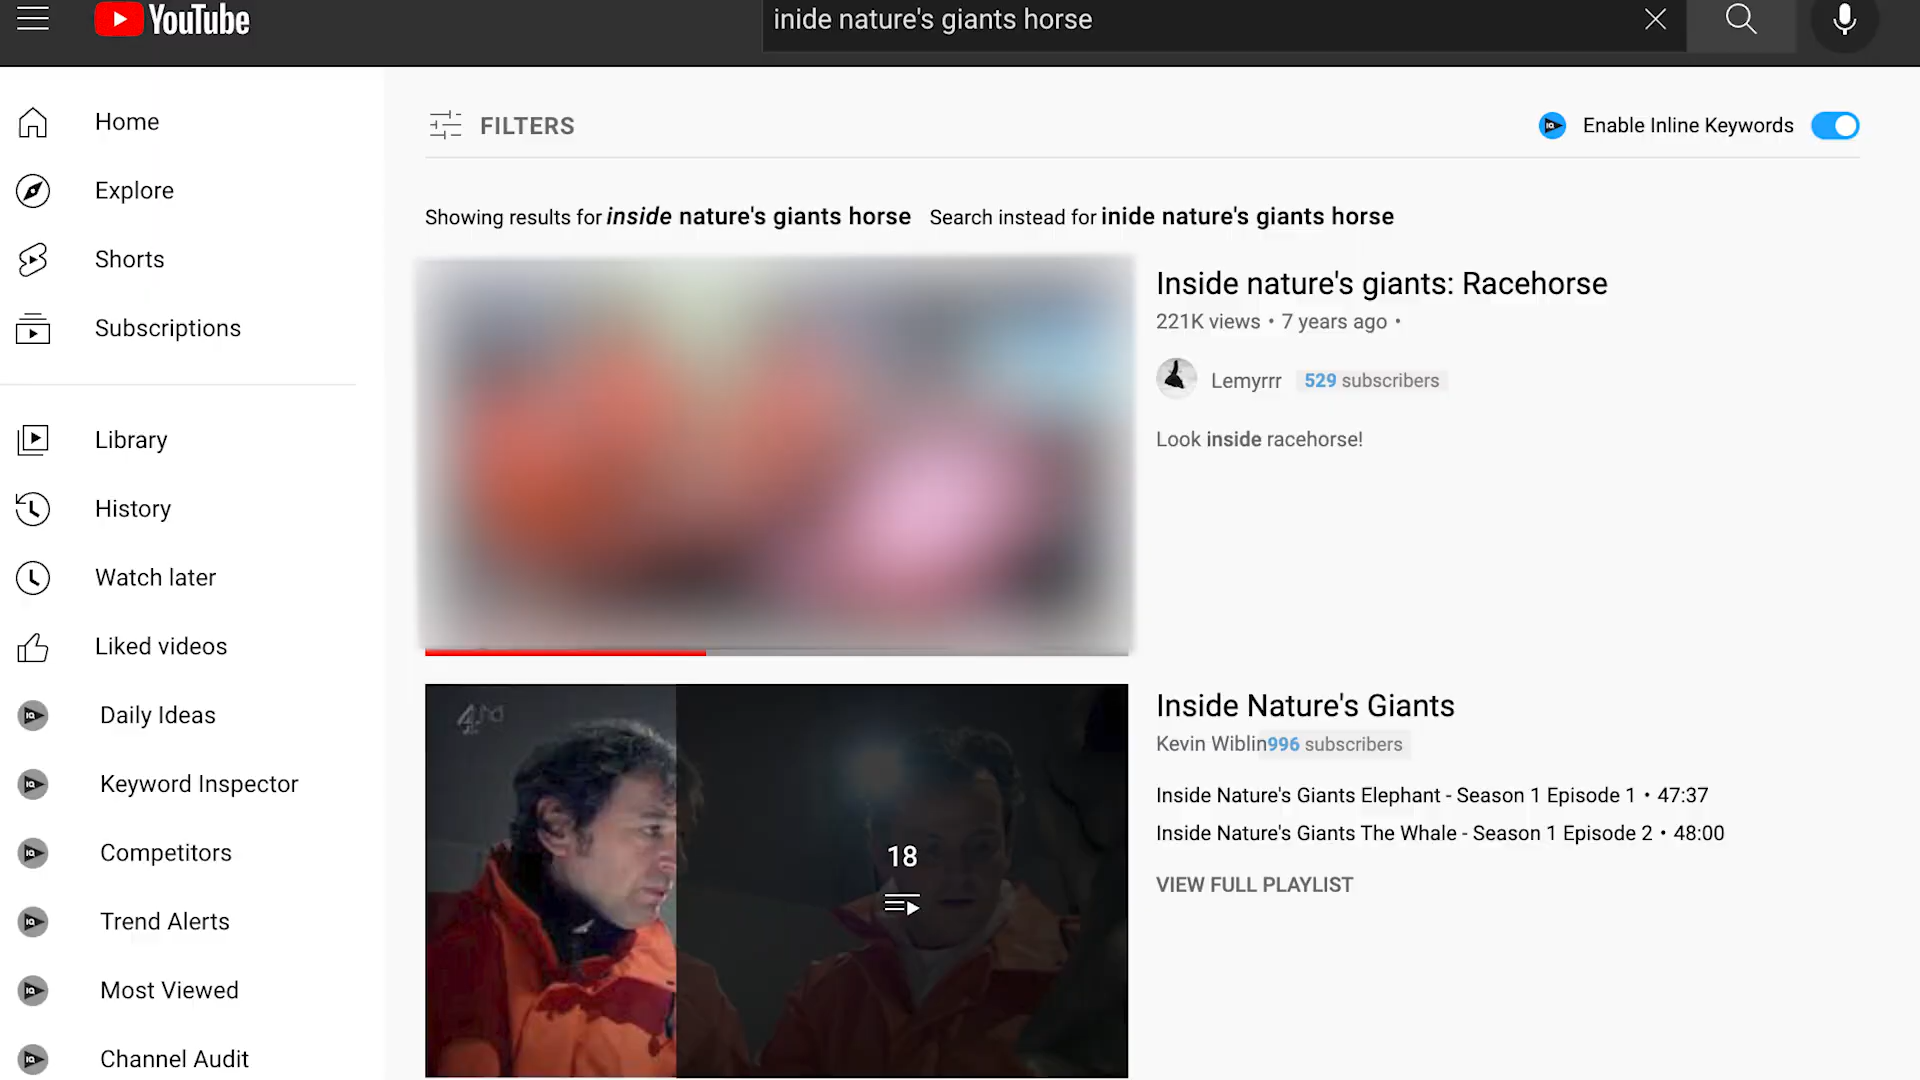 YouTube
inide nature's giants horse
Home
Explore
Shorts
Subscriptions
Library
History
Watch later
Liked videos
Daily Ideas
Keyword Inspector
Competitors
Trend Alerts
Most Viewed
Channel Audit
FILTERS
Enable Inline Keywords
Showing results for inside nature's giants horse Search instead for inide nature's giants horse
Inside nature's giants: Racehorse
221K views • 7 years ago •
Lemyrrr 529 subscribers
Look inside racehorse!
4
18
Inside Nature's Giants
Kevin Wiblin996 subscribers
Inside Nature's Giants Elephant - Season 1 Episode 1 • 47:37
Inside Nature's Giants The Whale - Season 1 Episode 2 • 48:00
VIEW FULL PLAYLIST